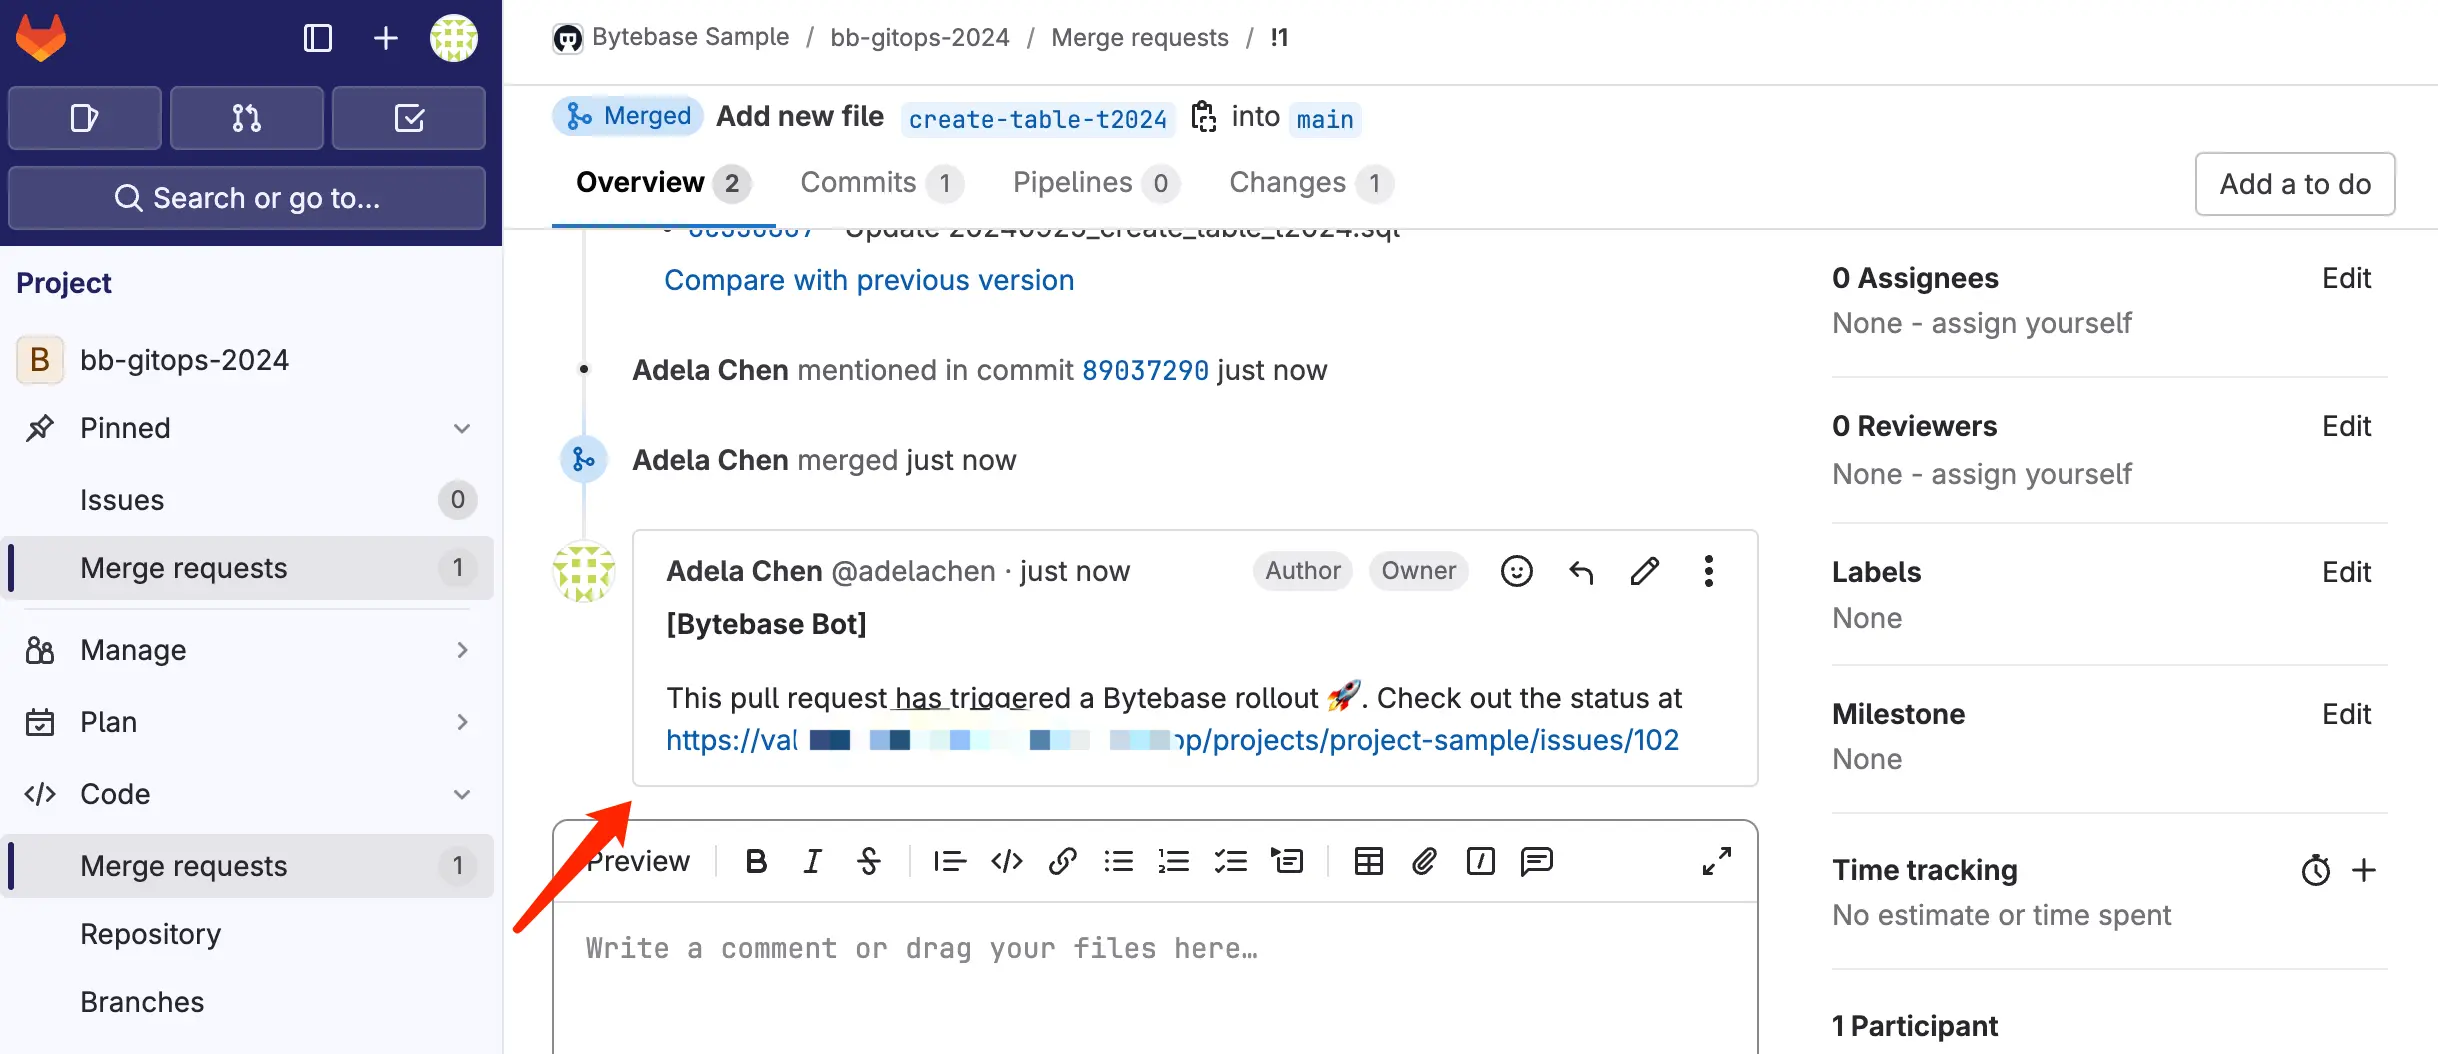 Bytebase Sample / bb-gitops-2024 / Merge requests / !1
Merged Add new file create-table-t2024 into main
Overview 2 Commits 1 Pipelines 0 Changes 1
Add a to do
Search or go to...
Project
B bb-gitops-2024
Pinned
Issues 0
Merge requests 1
Manage
Plan
Code
Merge requests 1
Repository
Branches
Update 20240925_create_table_t2024.sql
Compare with previous version
Adela Chen mentioned in commit 89037290 just now
Adela Chen merged just now
Adela Chen @adelachen · just now Author Owner
[Bytebase Bot]
This pull request has triggered a Bytebase rollout 🚀. Check out the status at
https://val pp/projects/project-sample/issues/102
Preview
Write a comment or drag your files here…
0 Assignees Edit
None - assign yourself
0 Reviewers Edit
None - assign yourself
Labels Edit
None
Milestone Edit
None
Time tracking
No estimate or time spent
1 Participant